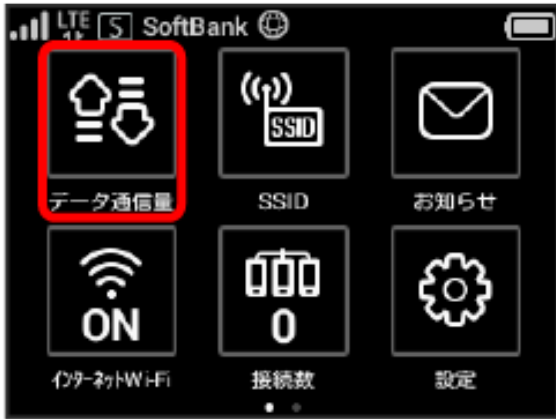 LTE S SoftBank
SSID
データ通信量 SSID お知らせ
ON 0
インターネットWi-Fi 接続数 設定